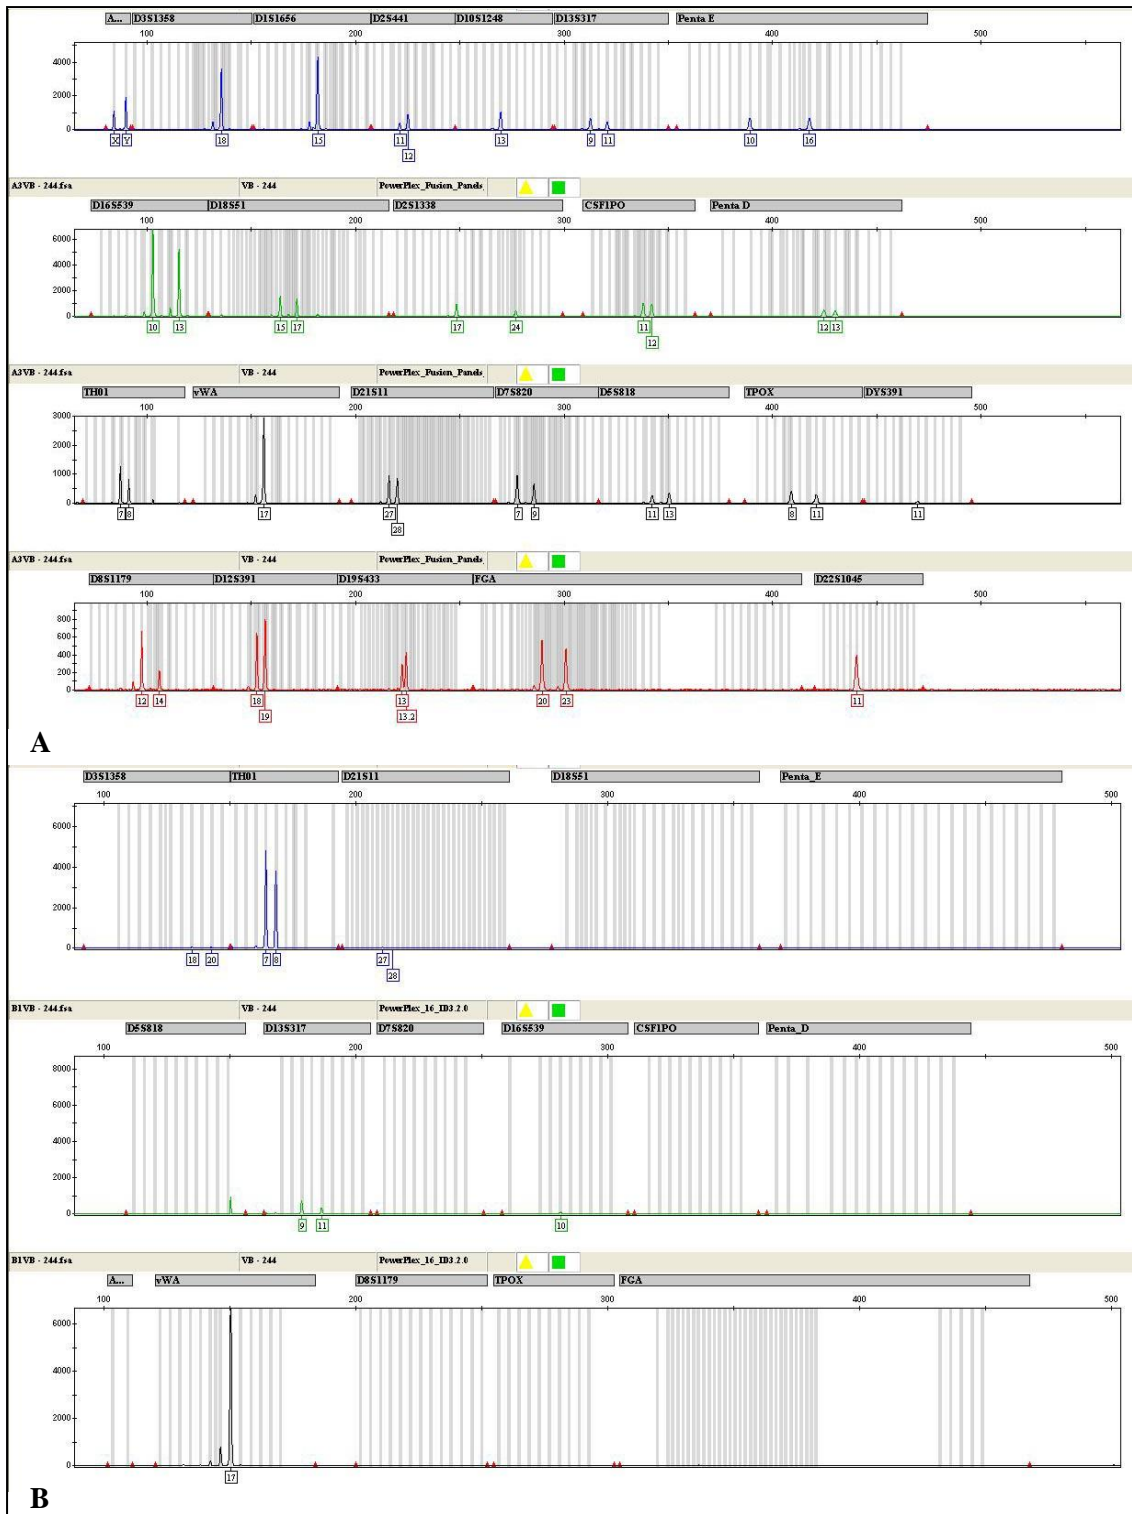 A... D3S1358 D1S1656 D2S441 D10S1248 D13S317 Penta E
100 200 300 400 500
4000
2000
0
X Y 18 15 11 13 9 11 10 16
12
A3VB - 244.fsa VB - 244 PowerPlex_Fusion_Panels_
D16S539 D18S51 D2S1338 CSF1PO Penta D
100 200 300 400 500
6000
4000
2000
0
10 13 15 17 17 24 11 12 13
12
A3VB - 244.fsa VB - 244 PowerPlex_Fusion_Panels_
TH01 vWA D21S11 D7S820 D5S818 TPOX DYS391
100 200 300 400 500
3000
2000
1000
0
7 8 17 27 7 9 11 13 8 11 11
28
A3VB - 244.fsa VB - 244 PowerPlex_Fusion_Panels_
D8S1179 D12S391 D19S433 FGA D22S1045
100 200 300 400 500
800
600
400
200
0
12 14 18 13 20 23 11
19 13.2
A
D3S1358 TH01 D21S11 D18S51 Penta_E
100 200 300 400 500
6000
4000
2000
0
18 20 7 8 27
28
B1VB - 244.fsa VB - 244 PowerPlex_16_ID3.2.0
D5S818 D13S317 D7S820 D16S539 CSF1PO Penta_D
100 200 300 400 500
8000
6000
4000
2000
0
9 11 10
B1VB - 244.fsa VB - 244 PowerPlex_16_ID3.2.0
A... vWA D8S1179 TPOX FGA
100 200 300 400 500
6000
4000
2000
0
17
B